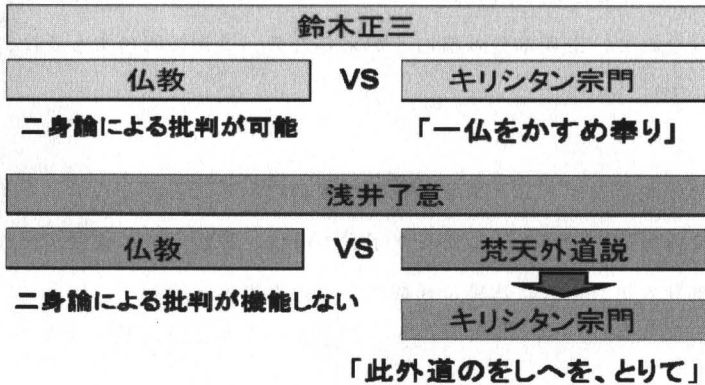 鈴木正三
仏教 VS キリシタン宗門
二身論による批判が可能 「一仏をかすめ奉り」
浅井了意
仏教 VS 梵天外道説
二身論による批判が機能しない
キリシタン宗門
「此外道のをしへを、とりて」